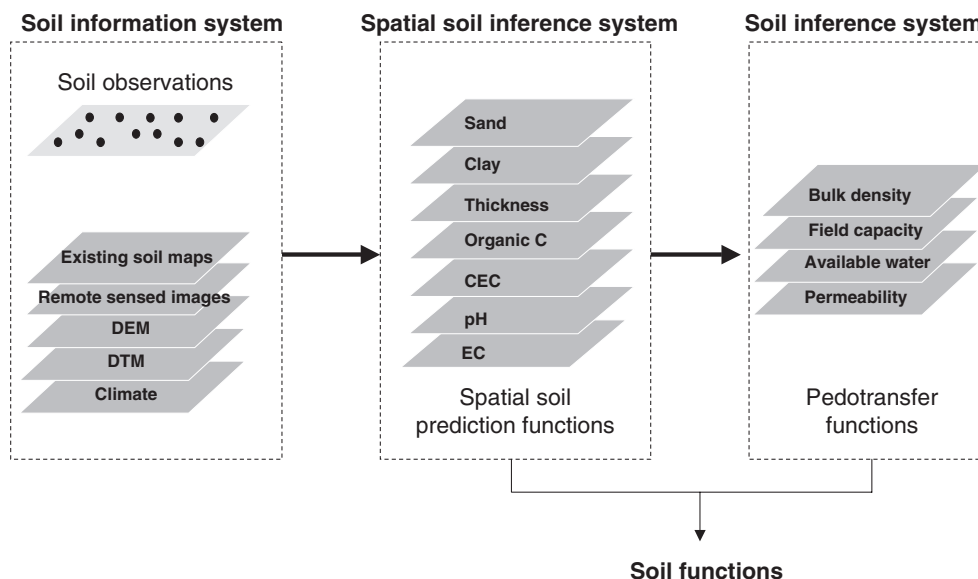 Soil information system
Soil observations
Existing soil maps
Remote sensed images
DEM
DTM
Climate
Spatial soil inference system
Sand
Clay
Thickness
Organic C
CEC
pH
EC
Spatial soil
prediction functions
Soil inference system
Bulk density
Field capacity
Available water
Permeability
Pedotransfer
functions
Soil functions